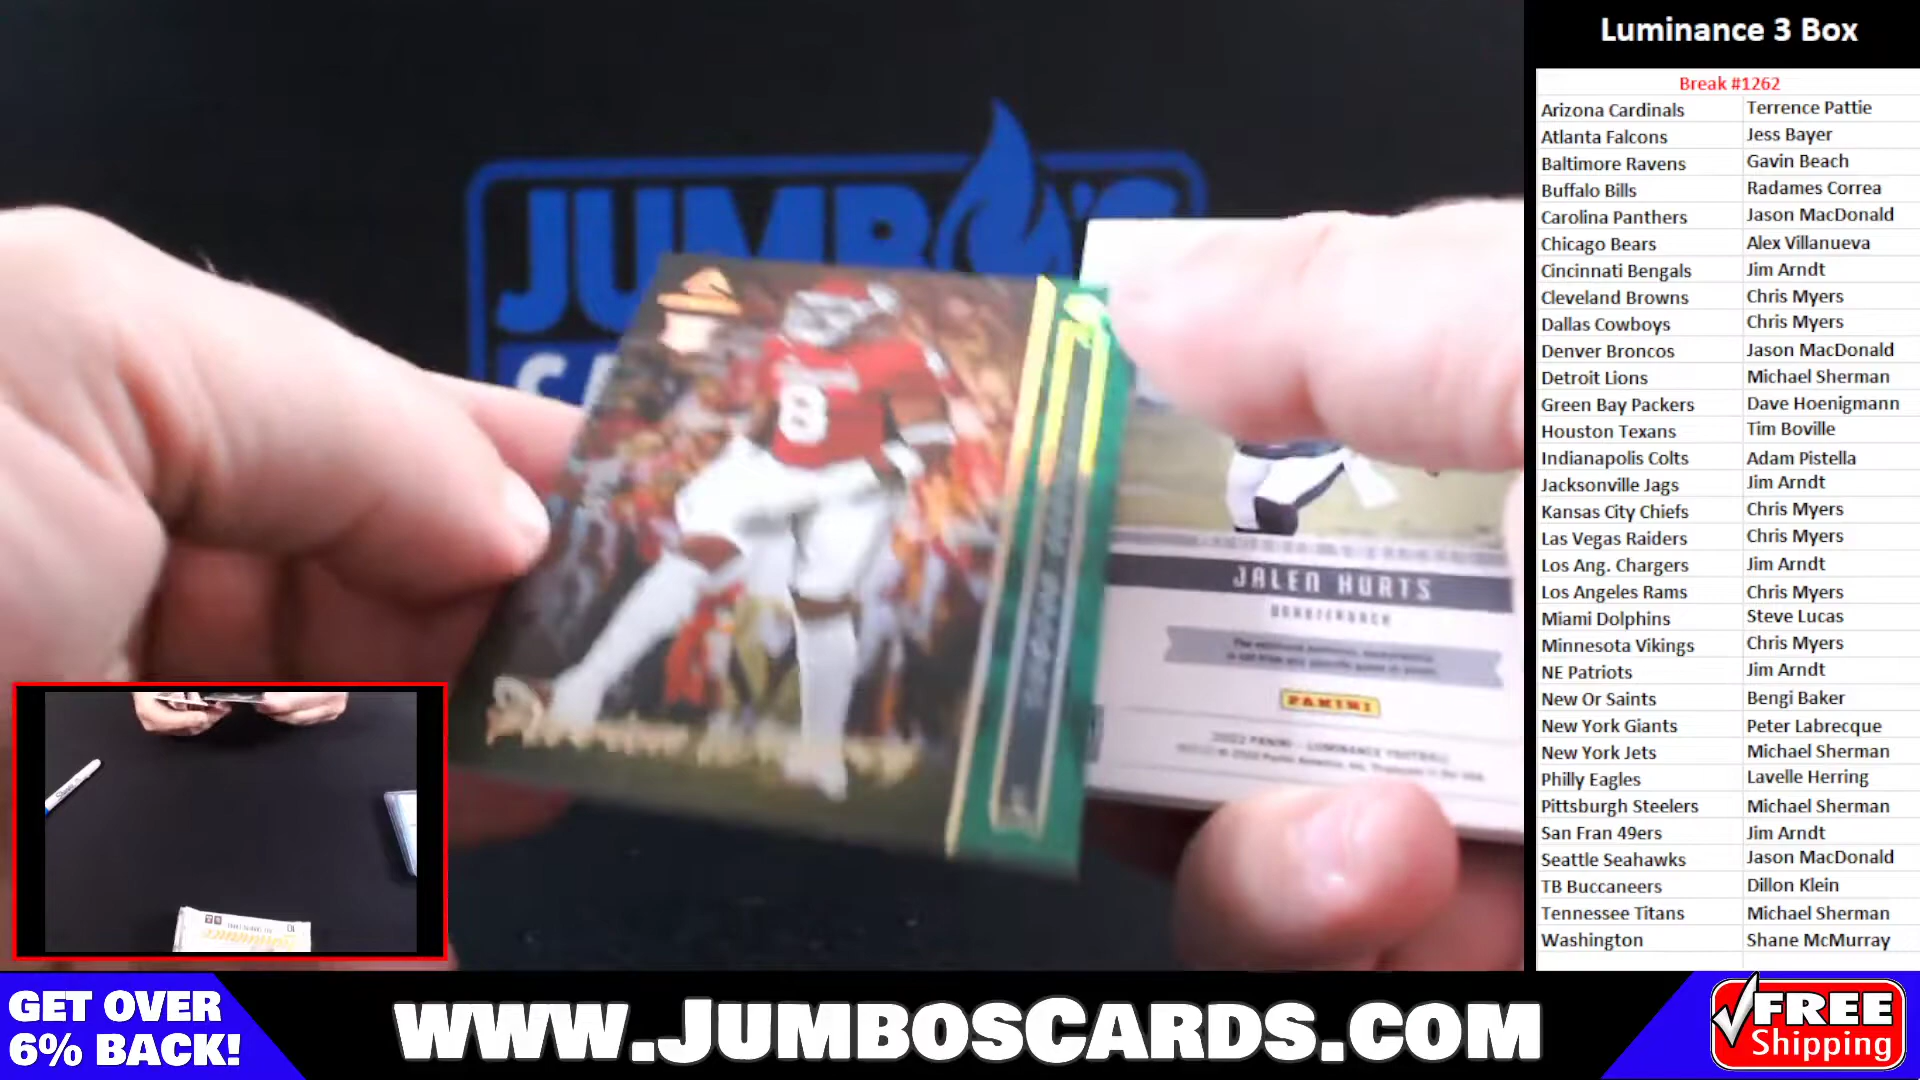 Luminance 3 Box
Break #1262
Arizona Cardinals Terrence Pattie
Atlanta Falcons Jess Bayer
Baltimore Ravens Gavin Beach
Buffalo Bills Radames Correa
Carolina Panthers Jason MacDonald
Chicago Bears Alex Villanueva
Cincinnati Bengals Jim Arndt
Cleveland Browns Chris Myers
Dallas Cowboys Chris Myers
Denver Broncos Jason MacDonald
Detroit Lions Michael Sherman
Green Bay Packers Dave Hoenigmann
Houston Texans Tim Boville
Indianapolis Colts Adam Pistella
Jacksonville Jags Jim Arndt
Kansas City Chiefs Chris Myers
Las Vegas Raiders Chris Myers
Los Ang. Chargers Jim Arndt
Los Angeles Rams Chris Myers
Miami Dolphins Steve Lucas
Minnesota Vikings Chris Myers
NE Patriots Jim Arndt
New Or Saints Bengi Baker
New York Giants Peter Labrecque
New York Jets Michael Sherman
Philly Eagles Lavelle Herring
Pittsburgh Steelers Michael Sherman
San Fran 49ers Jim Arndt
Seattle Seahawks Jason MacDonald
TB Buccaneers Dillon Klein
Tennessee Titans Michael Sherman
Washington Shane McMurray
8
JALEN HURTS
QUARTERBACK
PANINI
2022 PANINI - LUMINANCE FOOTBALL
GET OVER
6% BACK!
WWW.JUMBOSCARDS.COM
FREE
Shipping